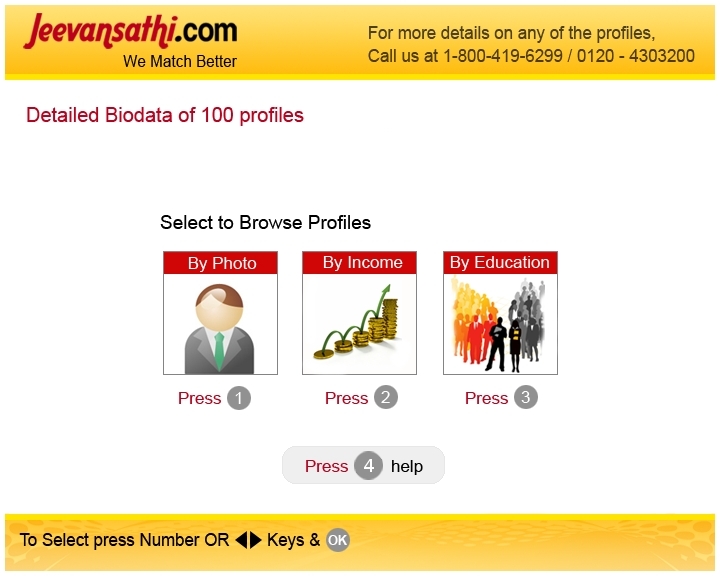 Jeevansathi.com
We Match Better
For more details on any of the profiles,
Call us at 1-800-419-6299 / 0120 - 4303200
Detailed Biodata of 100 profiles
Select to Browse Profiles
By Photo
By Income
By Education
Press 1
Press 2
Press 3
Press 4 help
To Select press Number OR ◀▶ Keys & OK